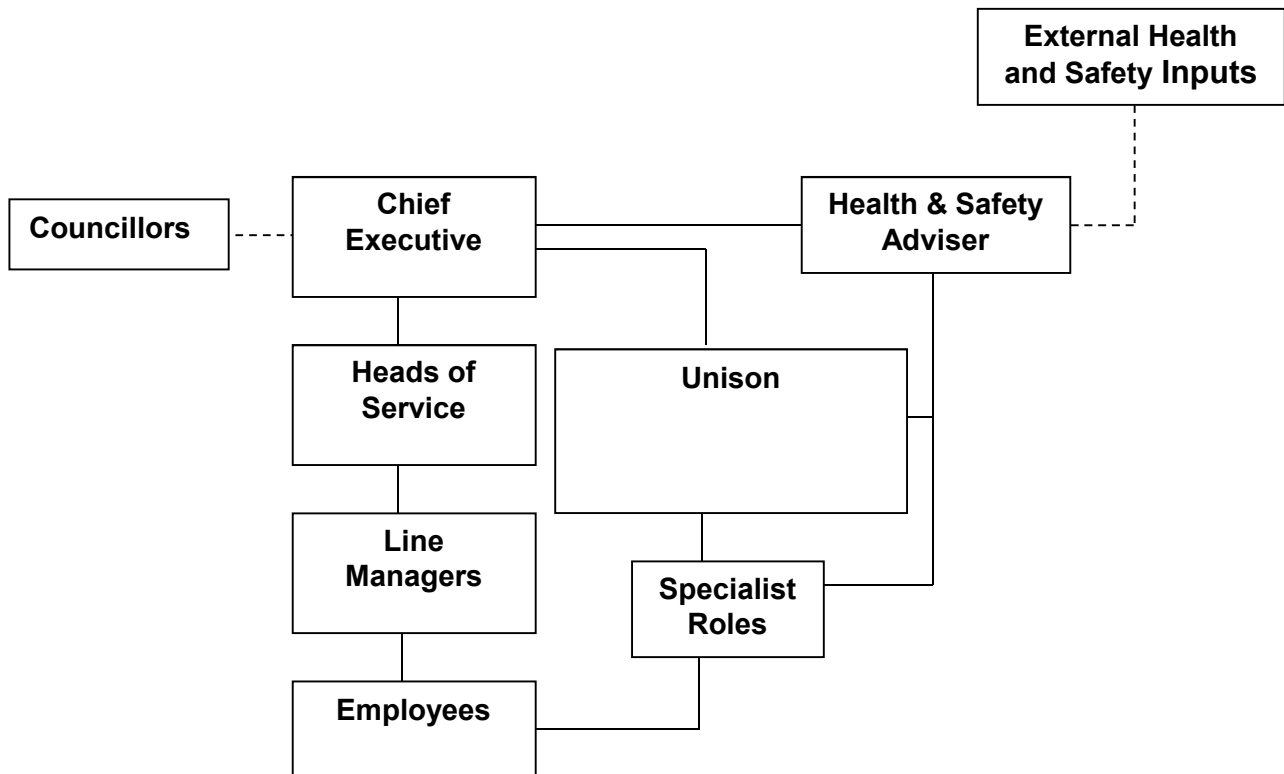 External Health
and Safety Inputs
Councillors
Chief
Executive
Health & Safety
Adviser
Heads of
Service
Unison
Line
Managers
Specialist
Roles
Employees